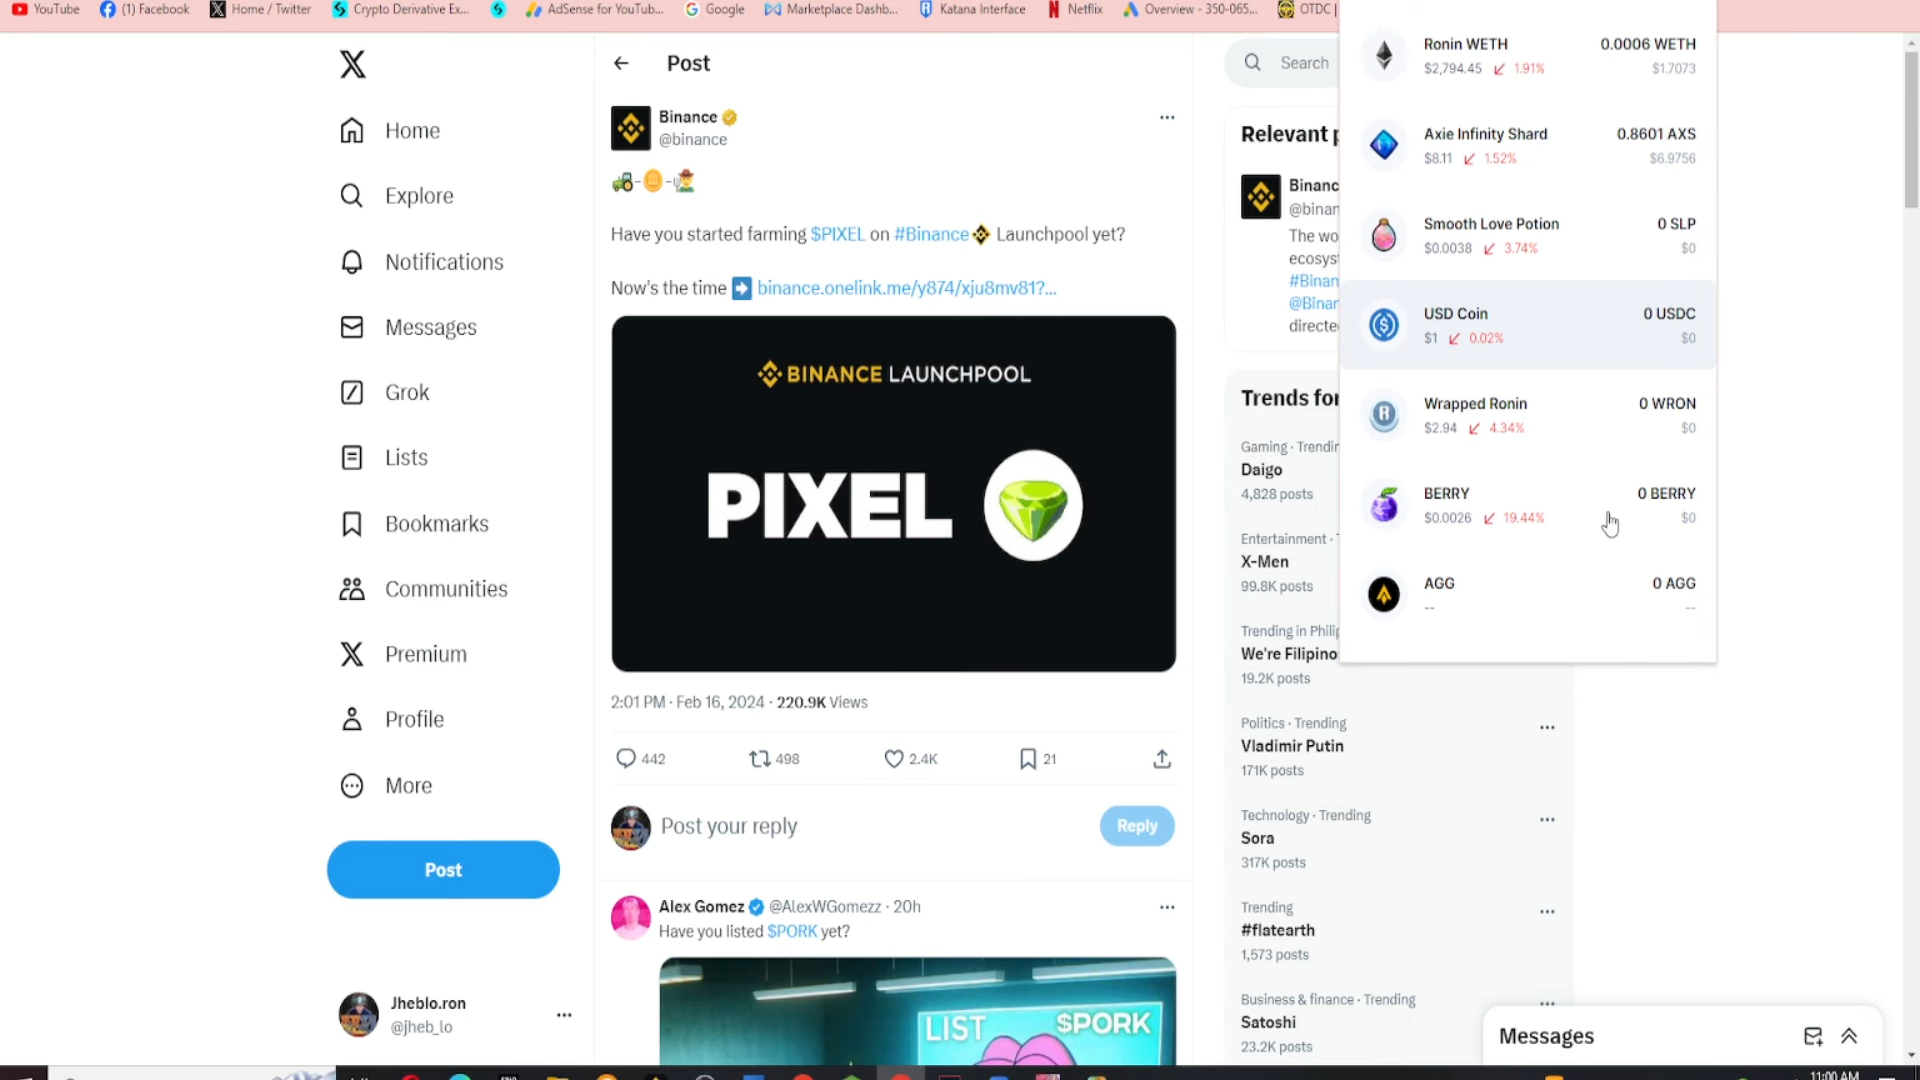 YouTube
(1) Facebook
Home / Twitter
Crypto Derivative Ex...
AdSense for YouTub...
Google
Marketplace Dashb...
Katana Interface
Netflix
Overview - 350-065...
OTDC |
Home
Explore
Notifications
Messages
Grok
Lists
Bookmarks
Communities
Premium
Profile
More
Post
Jheblo.ron
@jheb_lo
Post
Binance
@binance
Have you started farming $PIXEL on #Binance Launchpool yet?
Now's the time binance.onelink.me/y874/xju8mv81?...
BINANCE LAUNCHPOOL
PIXEL
2:01 PM · Feb 16, 2024 · 220.9K Views
442
498
2.4K
21
Post your reply
Reply
Alex Gomez @AlexWGomezz · 20h
Have you listed $PORK yet?
LIST $PORK
Search
Relevant p
Binanc
@binan
The wo
ecosys
#Binan
@Binan
directe
Trends for
Gaming · Trendin
Daigo
4,828 posts
Entertainment · T
X-Men
99.8K posts
Trending in Philip
We're Filipino
19.2K posts
Politics · Trending
Vladimir Putin
171K posts
Technology · Trending
Sora
317K posts
Trending
#flatearth
1,573 posts
Business & finance · Trending
Satoshi
23.2K posts
Ronin WETH
0.0006 WETH
$2,794.45 1.91%
$1.7073
Axie Infinity Shard
0.8601 AXS
$8.11 1.52%
$6.9756
Smooth Love Potion
0 SLP
$0.0038 3.74%
$0
USD Coin
0 USDC
$1 0.02%
$0
Wrapped Ronin
0 WRON
$2.94 4.34%
$0
BERRY
0 BERRY
$0.0026 19.44%
$0
AGG
0 AGG
--
--
Messages
11:00 AM